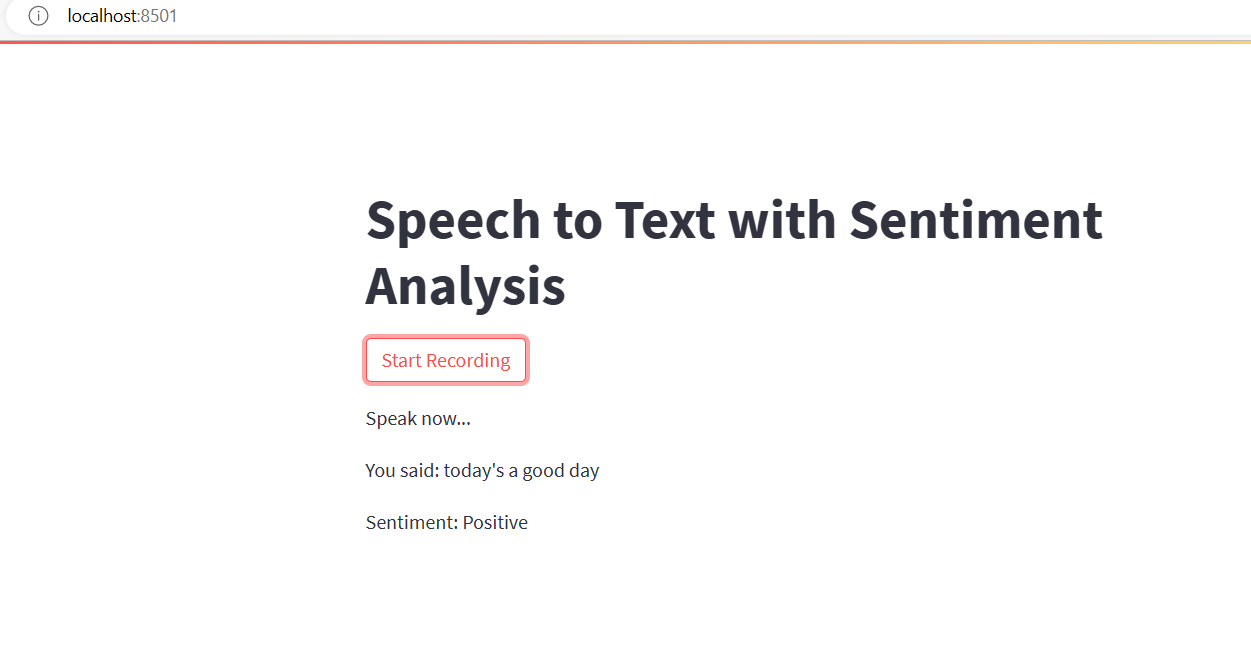 localhost:8501
Speech to Text with Sentiment
Analysis
Start Recording
Speak now...
You said: today's a good day
Sentiment: Positive